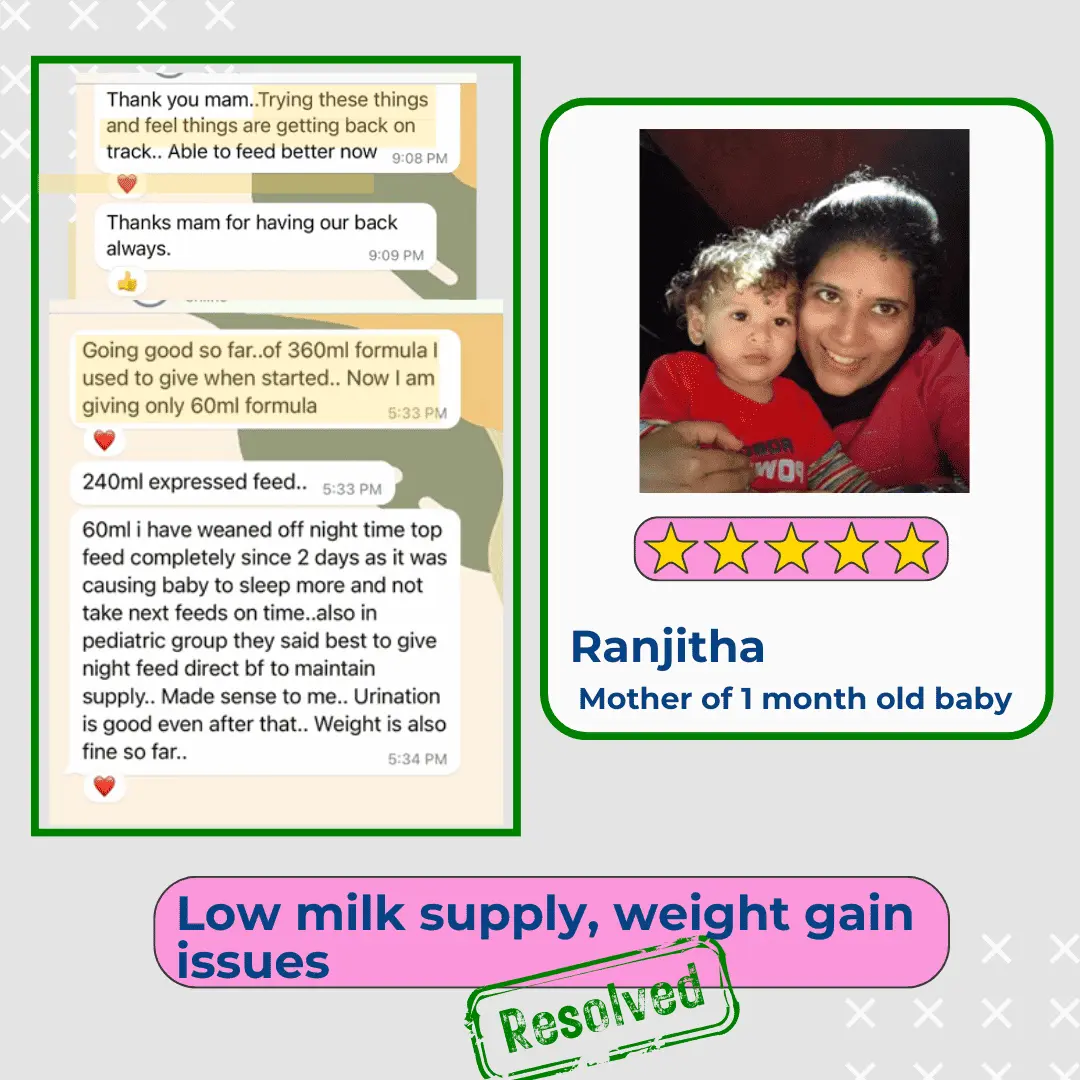 Thank you mam..Trying these things
and feel things are getting back on
track.. Able to feed better now 9:08 PM
Thanks mam for having our back
always. 9:09 PM
Going good so far..of 360ml formula I
used to give when started.. Now I am
giving only 60ml formula 5:33 PM
240ml expressed feed.. 5:33 PM
60ml i have weaned off night time top
feed completely since 2 days as it was
causing baby to sleep more and not
take next feeds on time..also in
pediatric group they said best to give
night feed direct bf to maintain
supply.. Made sense to me.. Urination
is good even after that.. Weight is also
fine so far.. 5:34 PM
Ranjitha
Mother of 1 month old baby
Low milk supply, weight gain
issues
Resolved